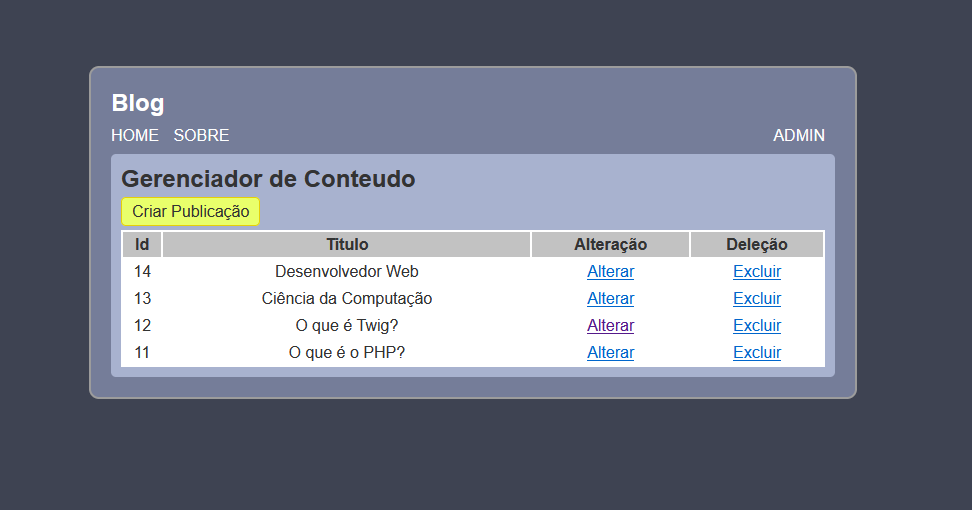 Blog
HOME SOBRE ADMIN
Gerenciador de Conteudo
Criar Publicação
Id Titulo Alteração Deleção
14 Desenvolvedor Web Alterar Excluir
13 Ciência da Computação Alterar Excluir
12 O que é Twig? Alterar Excluir
11 O que é o PHP? Alterar Excluir